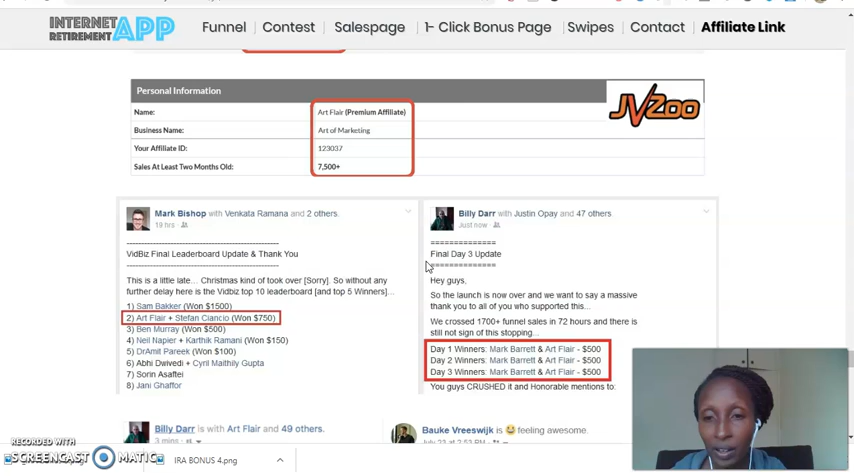 INTERNET
RETIREMENT
APP
Funnel
Contest
Salespage
1- Click Bonus Page
Swipes
Contact
Affiliate Link
Personal Information
JVZoo
Name:
Art Flair (Premium Affiliate)
Business Name:
Art of Marketing
Your Affiliate ID:
123037
Sales At Least Two Months Old:
7,500+
Mark Bishop with Venkata Ramana and 2 others.
19 hrs
VidBiz Final Leaderboard Update & Thank You
This is a little late... Christmas kind of took over [Sorry]. So without any
further delay here is the Vidbiz top 10 leaderboard [and top 5 Winners]...
1) Sam Bakker (Won $1500)
2) Art Flair + Stefan Ciancio (Won $750)
3) Ben Murray (Won $500)
4) Neil Napier + Karthik Ramani (Won $150)
5) DrAmit Pareek (Won $100)
6) Abhi Dwivedi + Cyril Mithily Gupta
7) Sorin Asaftei
8) Jani Ghaffor
Billy Darr with Justin Opay and 47 others
Just now
==============
Final Day 3 Update
==============
Hey guys,
So the launch is now over and we want to say a massive
thank you to all of you who supported this...
We crossed 1700+ funnel sales in 72 hours and there is
still not sign of this stopping...
Day 1 Winners: Mark Barrett & Art Flair - $500
Day 2 Winners: Mark Barrett & Art Flair - $500
Day 3 Winners: Mark Barrett & Art Flair - $500
You guys CRUSHED it and Honorable mentions to:
Billy Darr is with Art Flair and 49 others.
3 mins
Bauke Vreeswijk is feeling awesome.
July 23 at 2:53 PM
RECORDED WITH
SCREENCAST MATIC
IRA BONUS 4.png